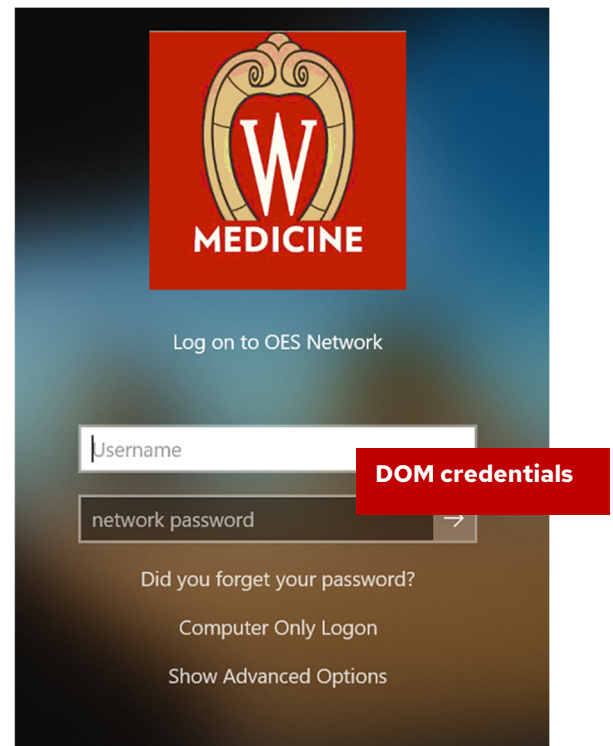 W
MEDICINE
Log on to OES Network
Username
DOM credentials
network password
Did you forget your password?
Computer Only Logon
Show Advanced Options